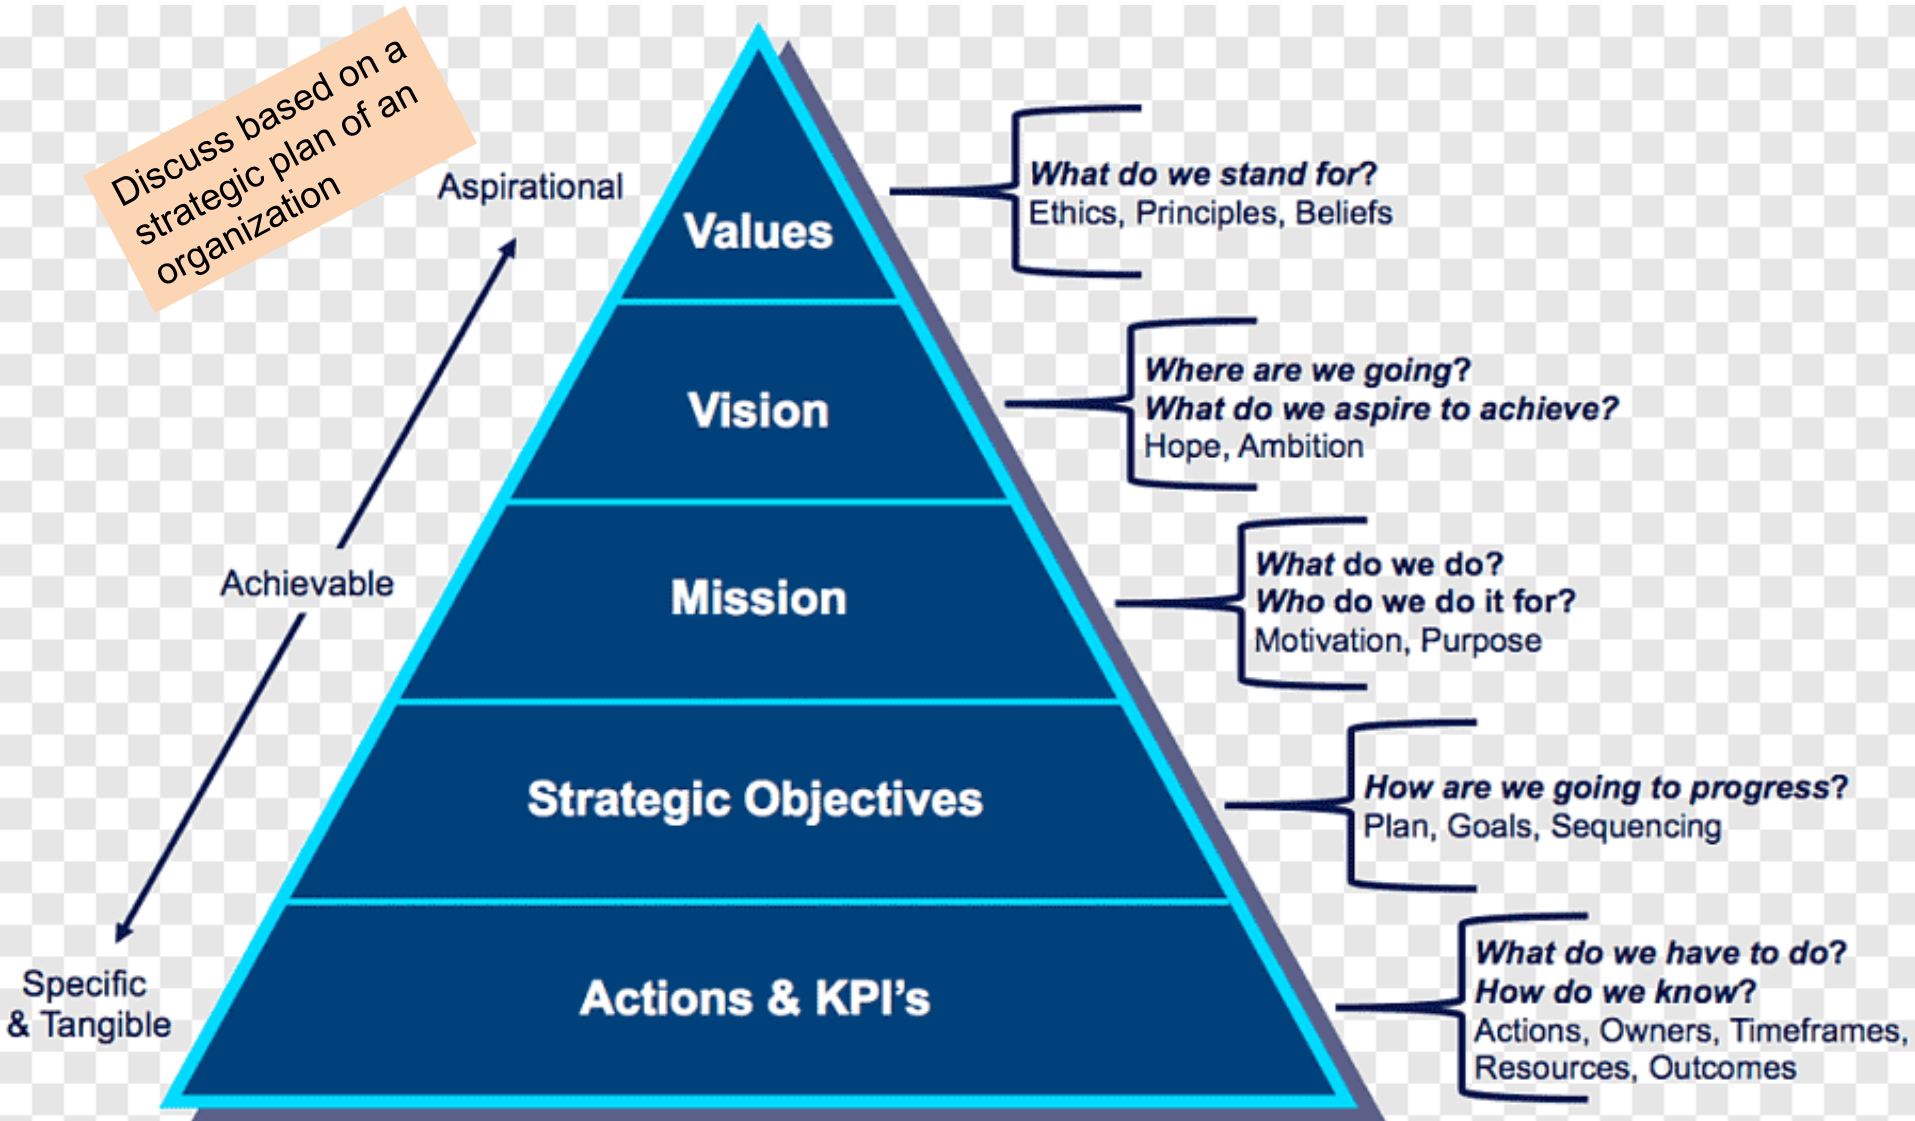 Discuss based on a
strategic plan of an
organization
Aspirational
Achievable
Specific
& Tangible
Values
What do we stand for?
Ethics, Principles, Beliefs
Vision
Where are we going?
What do we aspire to achieve?
Hope, Ambition
Mission
What do we do?
Who do we do it for?
Motivation, Purpose
Strategic Objectives
How are we going to progress?
Plan, Goals, Sequencing
Actions & KPI’s
What do we have to do?
How do we know?
Actions, Owners, Timeframes,
Resources, Outcomes